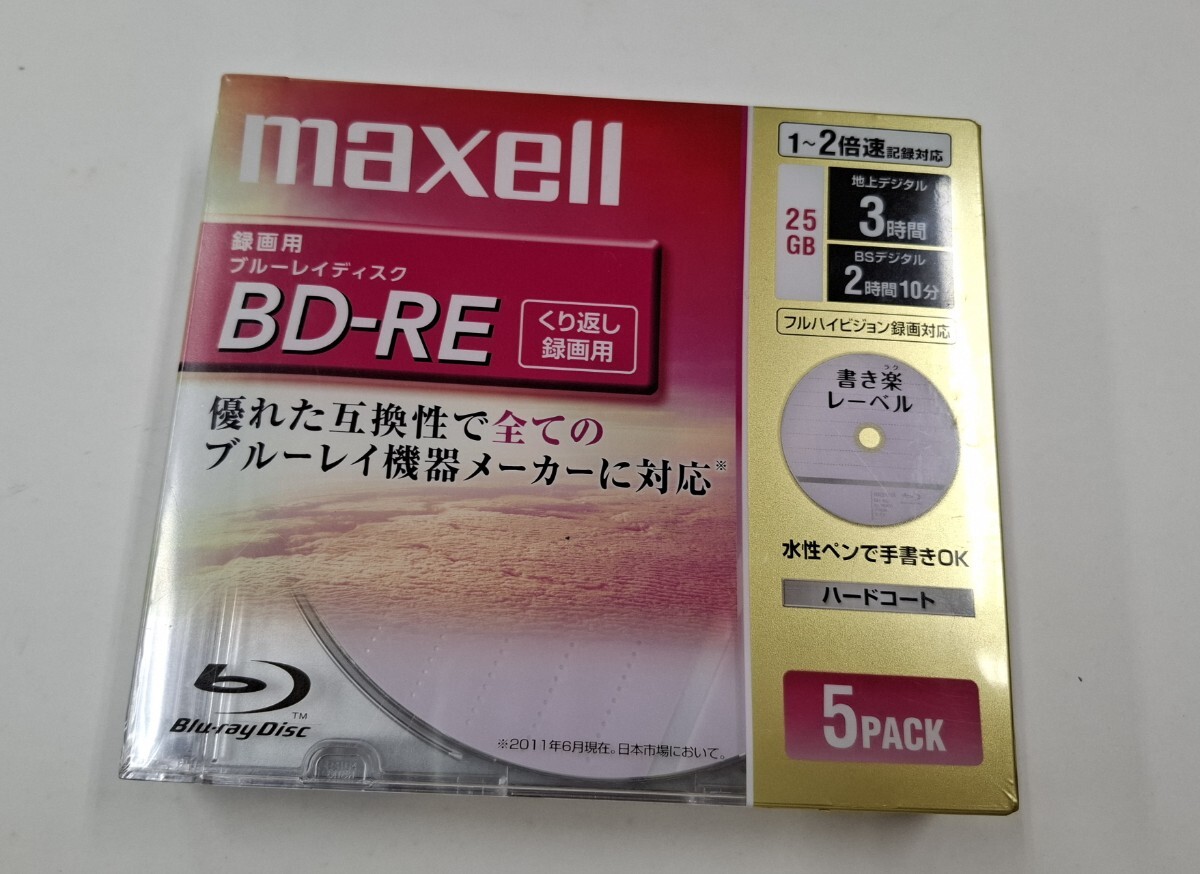 maxell
録画用
ブルーレイディスク
BD-RE
くり返し
録画用
優れた互換性で全ての
ブルーレイ機器メーカーに対応※
Blu-ray Disc™
※2011年6月現在。日本市場において。
1～2倍速記録対応
25
GB
地上デジタル
3時間
BSデジタル
2時間10分
フルハイビジョン録画対応
ラク
書き楽
レーベル
水性ペンで手書きOK
ハードコート
5PACK